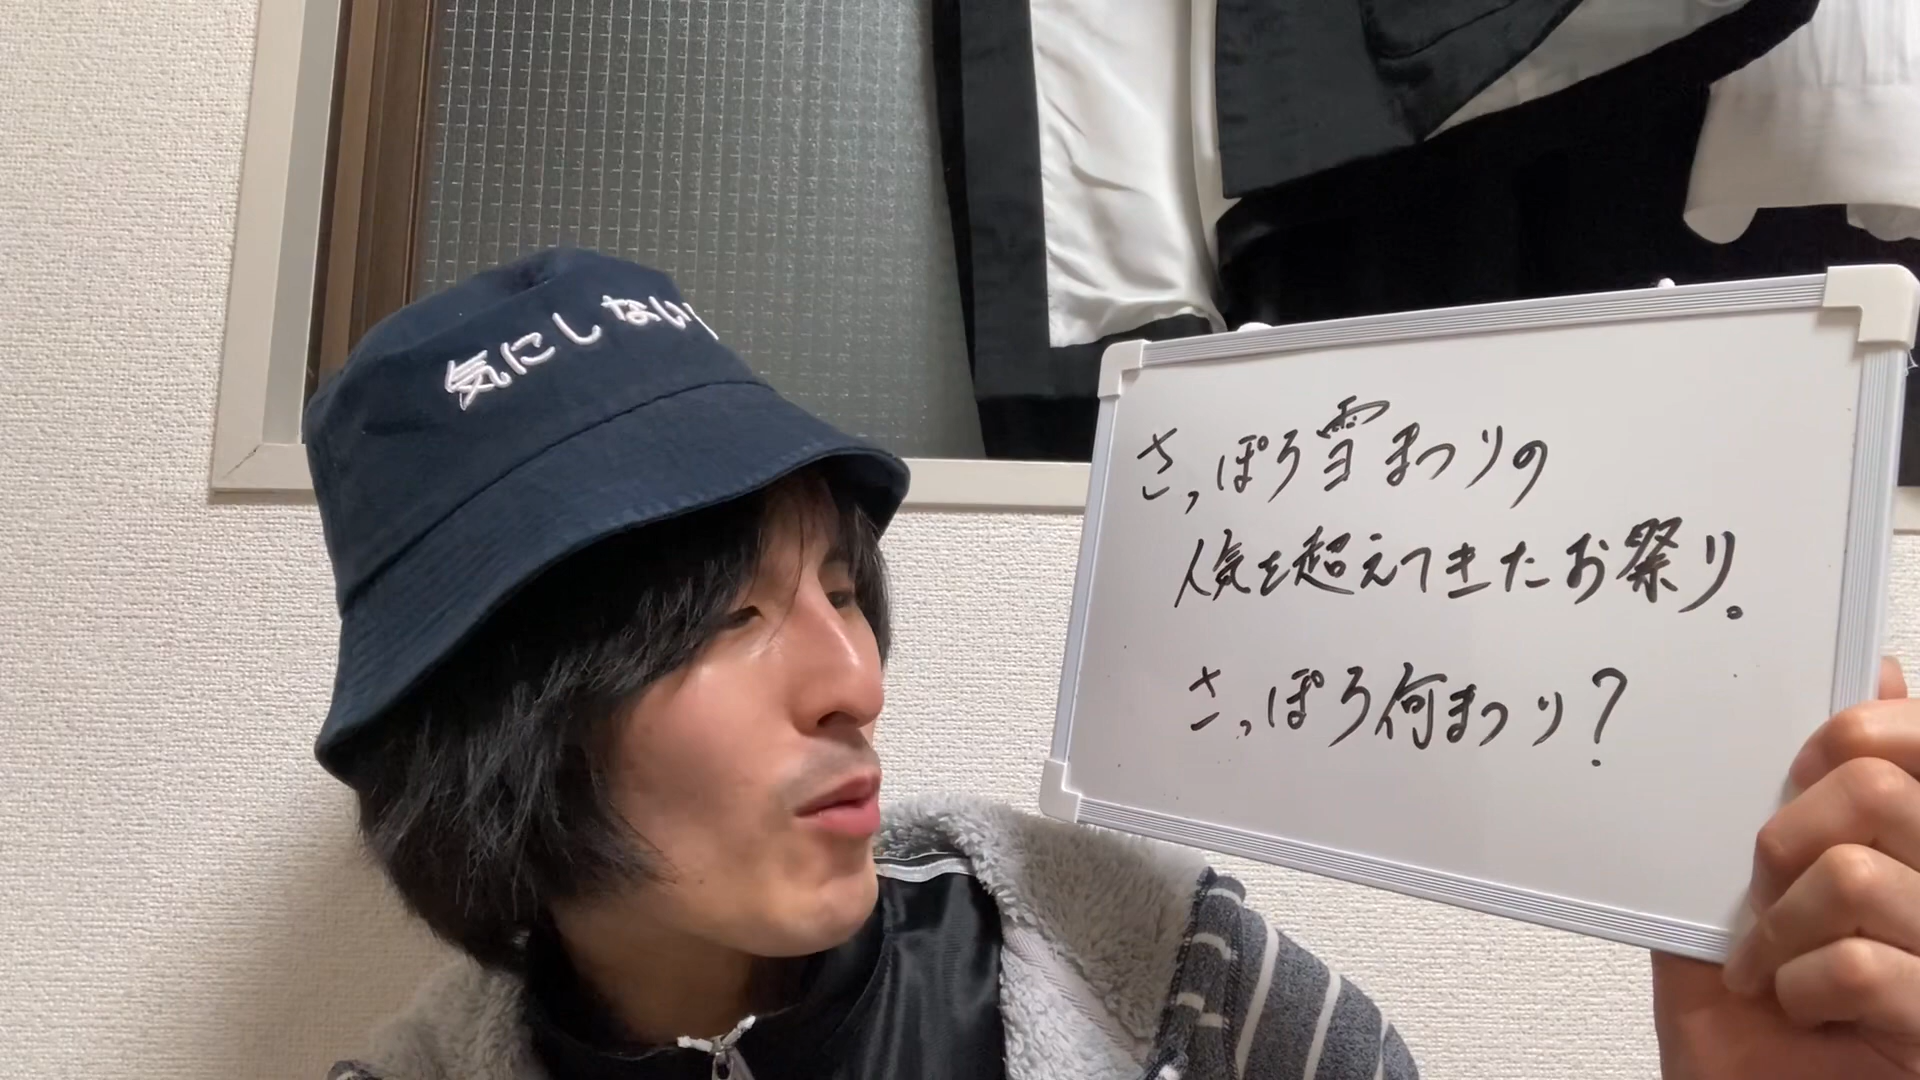 気にしない
さっぽろ雪まつりの
人気を超えてきたお祭り。
さっぽろ何まつり？